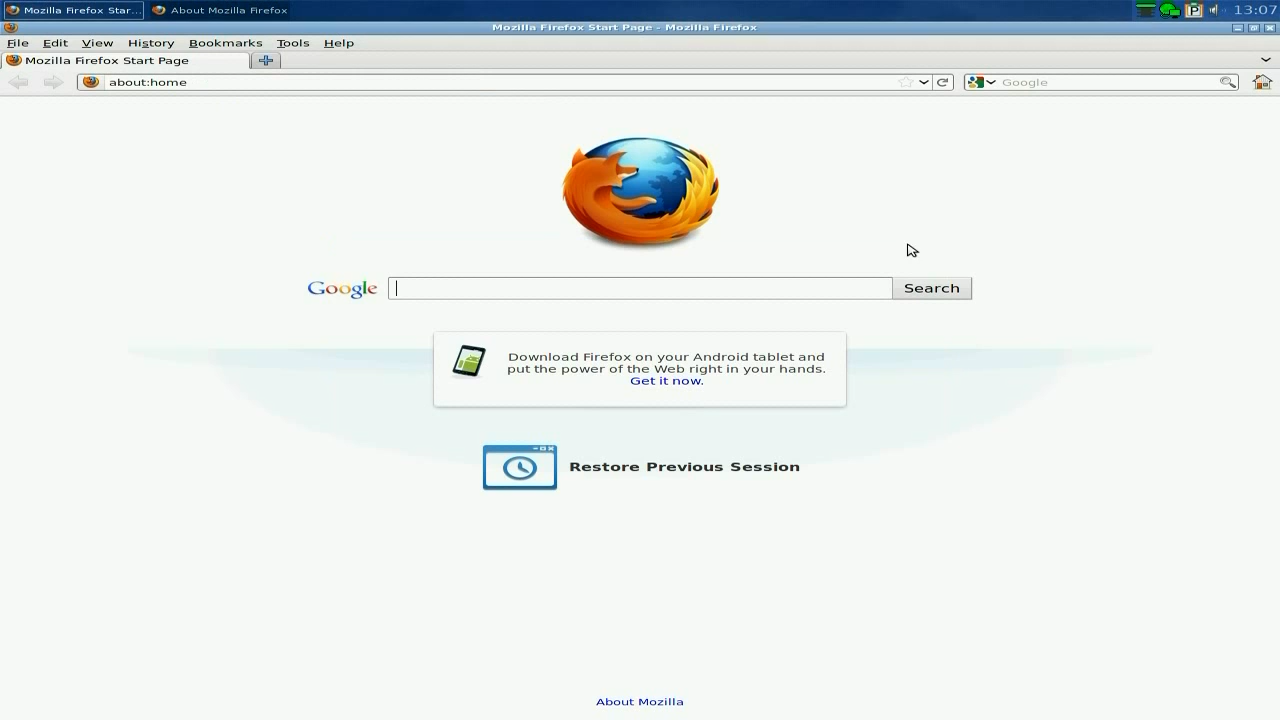 Mozilla Firefox Star... About Mozilla Firefox 13:07
Mozilla Firefox Start Page - Mozilla Firefox
File Edit View History Bookmarks Tools Help
Mozilla Firefox Start Page
about:home Google
Google Search
Download Firefox on your Android tablet and
put the power of the Web right in your hands.
Get it now.
Restore Previous Session
About Mozilla